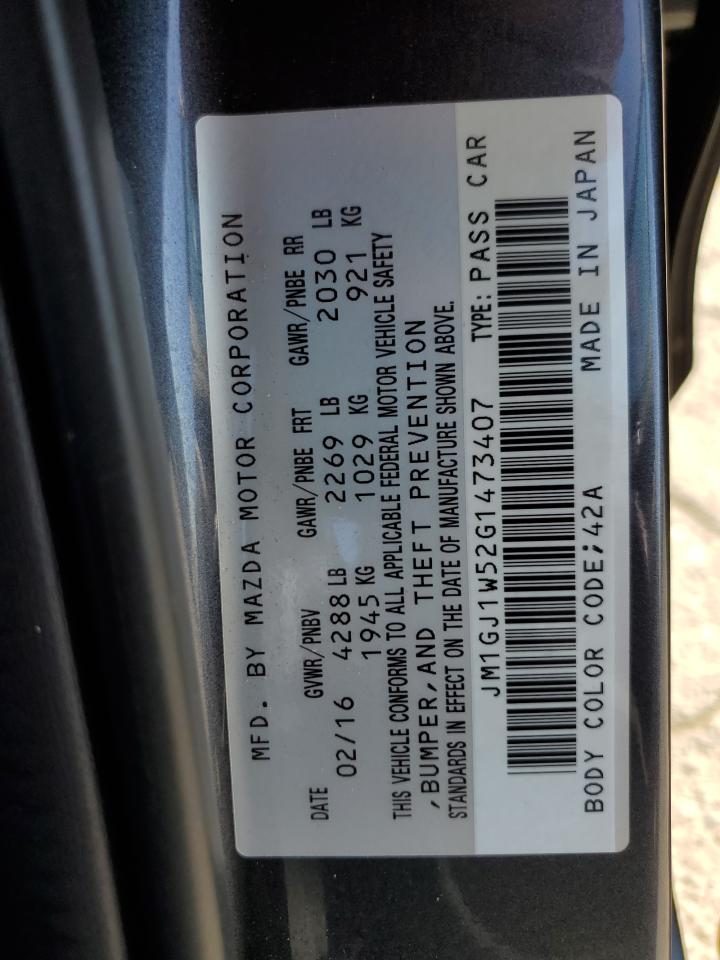 MFD. BY MAZDA MOTOR CORPORATION
DATE GVWR/PNBV GAWR/PNBE FRT GAWR/PNBE RR
02/16 4288 LB 2269 LB 2030 LB
1945 KG 1029 KG 921 KG
THIS VEHICLE CONFORMS TO ALL APPLICABLE FEDERAL MOTOR VEHICLE SAFETY
,BUMPER,AND THEFT PREVENTION
STANDARDS IN EFFECT ON THE DATE OF MANUFACTURE SHOWN ABOVE.
JM1GJ1W52G1473407 TYPE: PASS CAR
BODY COLOR CODE;42A MADE IN JAPAN